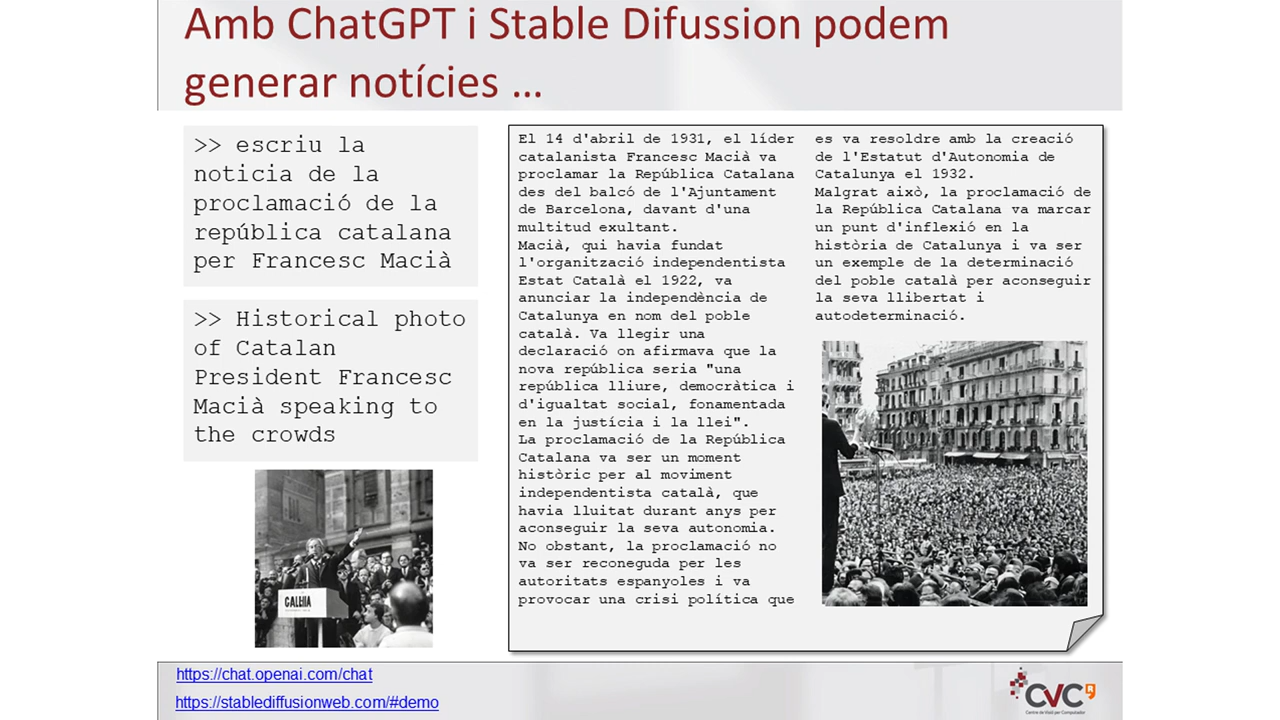 Amb ChatGPT i Stable Difussion podem
generar notícies ...
>> escriu la
noticia de la
proclamació de la
república catalana
per Francesc Macià
>> Historical photo
of Catalan
President Francesc
Macià speaking to
the crowds
El 14 d'abril de 1931, el líder
catalanista Francesc Macià va
proclamar la República Catalana
des del balcó de l'Ajuntament
de Barcelona, davant d'una
multitud exultant.
Macià, qui havia fundat
l'organització independentista
Estat Català el 1922, va
anunciar la independència de
Catalunya en nom del poble
català. Va llegir una
declaració on afirmava que la
nova república seria "una
república lliure, democràtica i
d'igualtat social, fonamentada
en la justícia i la llei".
La proclamació de la República
Catalana va ser un moment
històric per al moviment
independentista català, que
havia lluitat durant anys per
aconseguir la seva autonomia.
No obstant, la proclamació no
va ser reconeguda per les
autoritats espanyoles i va
provocar una crisi política que
es va resoldre amb la creació
de l'Estatut d'Autonomia de
Catalunya el 1932.
Malgrat això, la proclamació de
la República Catalana va marcar
un punt d'inflexió en la
història de Catalunya i va ser
un exemple de la determinació
del poble català per aconseguir
la seva llibertat i
autodeterminació.
https://chat.openai.com/chat
https://stablediffusionweb.com/#demo
CVC
Centre de Visió per Computador